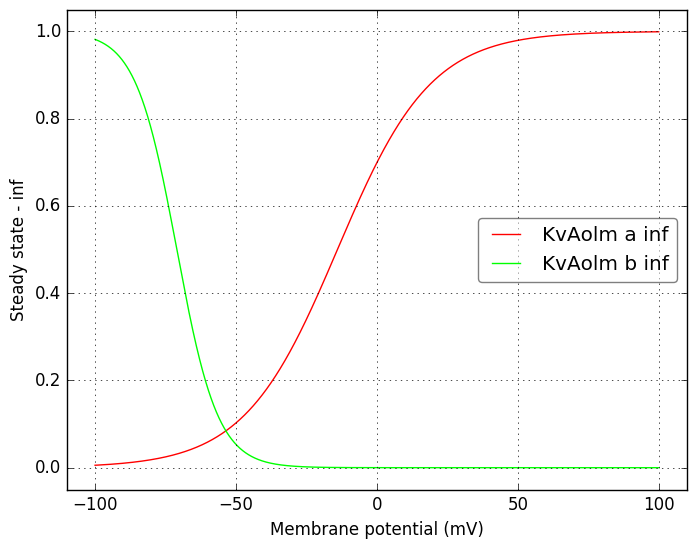 1.0
0.8
0.6
0.4
0.2
0.0
Steady state - inf
KvAolm a inf
KvAolm b inf
−100
−50
0
50
100
Membrane potential (mV)